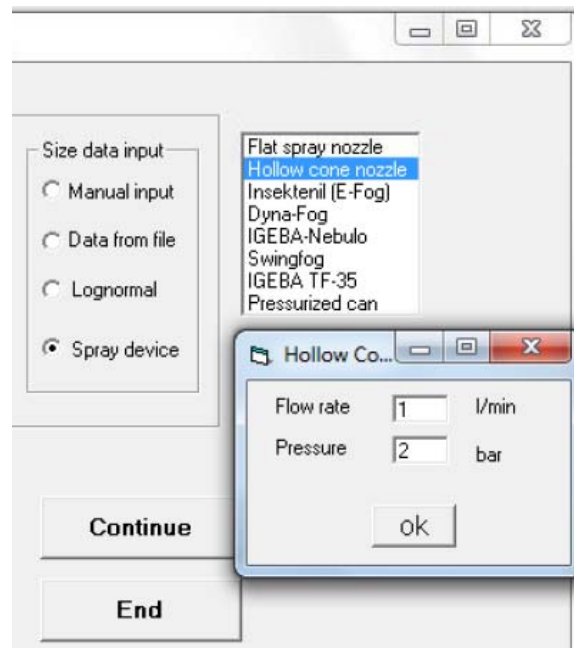 Size data input
Manual input
Data from file
Lognormal
Spray device
Flat spray nozzle
Hollow cone nozzle
Insektenil (E-Fog)
Dyna-Fog
IGEBA-Nebulo
Swingfog
IGEBA TF-35
Pressurized can
Hollow Co...
Flow rate 1 l/min
Pressure 2 bar
ok
Continue
End